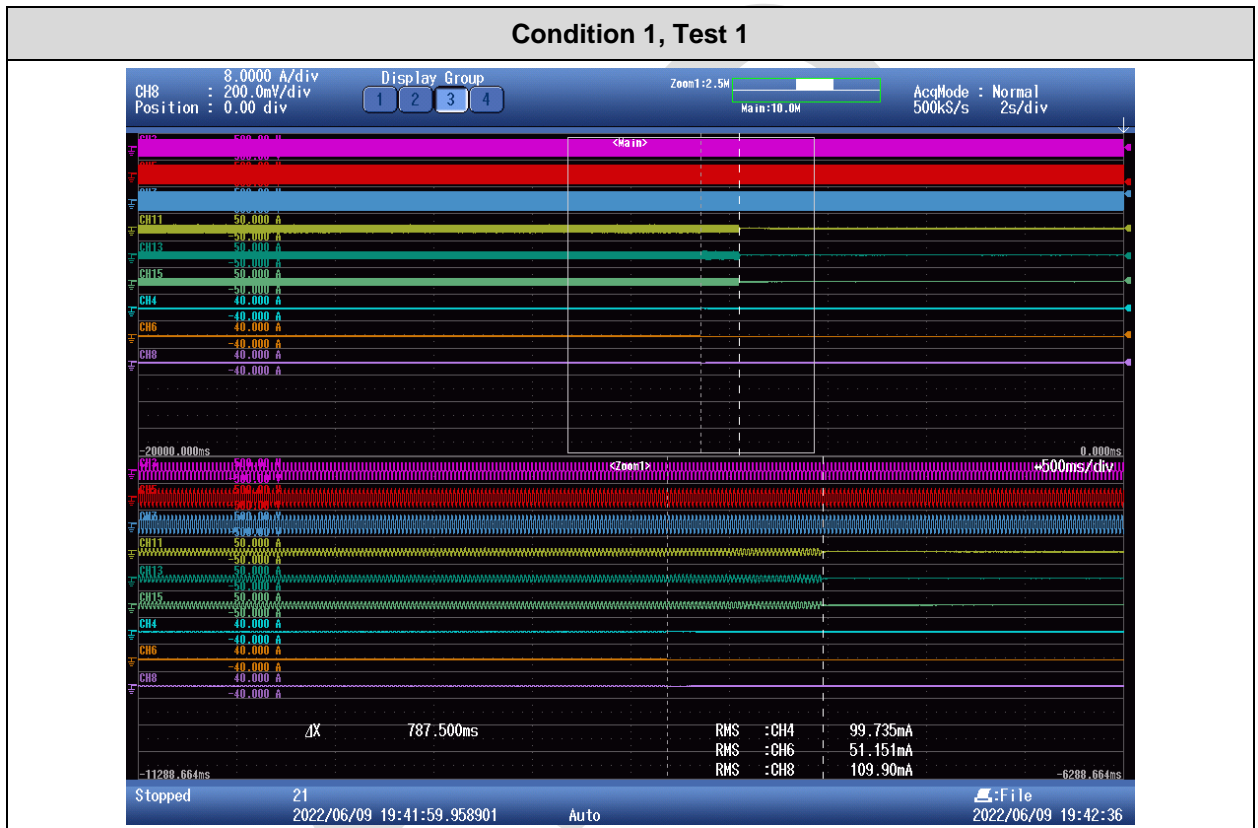 Condition 1, Test 1
8.0000 A/div
CH8 : 200.0mV/div
Position : 0.00 div
Display Group
1 2 3 4
Zoom1:2.5M
Main:10.0M
AcqMode : Normal
500kS/s 2s/div
<Main>
CH11 50.000 A
-50.000 A
CH13 50.000 A
-50.000 A
CH15 50.000 A
-50.000 A
CH4 40.000 A
-40.000 A
CH6 40.000 A
-40.000 A
CH8 40.000 A
-40.000 A
-20000.000ms 0.000ms
<Zoom1>
500ms/div
CH11 50.000 A
-50.000 A
CH13 50.000 A
-50.000 A
CH15 50.000 A
-50.000 A
CH4 40.000 A
-40.000 A
CH6 40.000 A
-40.000 A
CH8 40.000 A
-40.000 A
ΔX 787.500ms
RMS :CH4 99.735mA
RMS :CH6 51.151mA
RMS :CH8 109.90mA
-11288.664ms -6288.664ms
Stopped 21
2022/06/09 19:41:59.958901 Auto
:File
2022/06/09 19:42:36